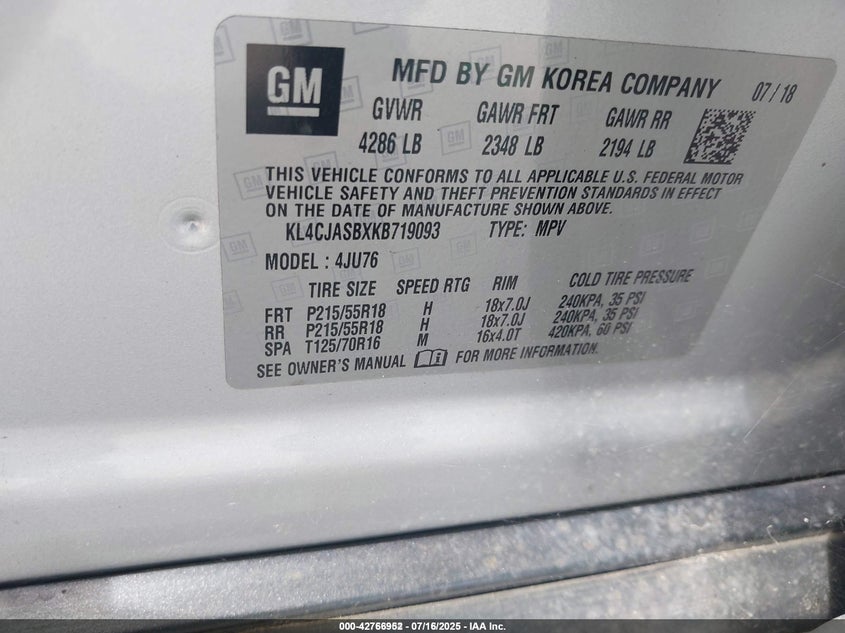 GM
MFD BY GM KOREA COMPANY 07/18
GVWR GAWR FRT GAWR RR
4286 LB 2348 LB 2194 LB
THIS VEHICLE CONFORMS TO ALL APPLICABLE U.S. FEDERAL MOTOR
VEHICLE SAFETY AND THEFT PREVENTION STANDARDS IN EFFECT
ON THE DATE OF MANUFACTURE SHOWN ABOVE.
KL4CJASBXKB719093 TYPE: MPV
MODEL : 4JU76
TIRE SIZE SPEED RTG RIM COLD TIRE PRESSURE
FRT P215/55R18 H 18x7.0J 240KPA, 35 PSI
RR P215/55R18 H 18x7.0J 240KPA, 35 PSI
SPA T125/70R16 M 16x4.0T 420KPA, 60 PSI
SEE OWNER'S MANUAL FOR MORE INFORMATION.
000-42766952 - 07/16/2025 - IAA Inc.